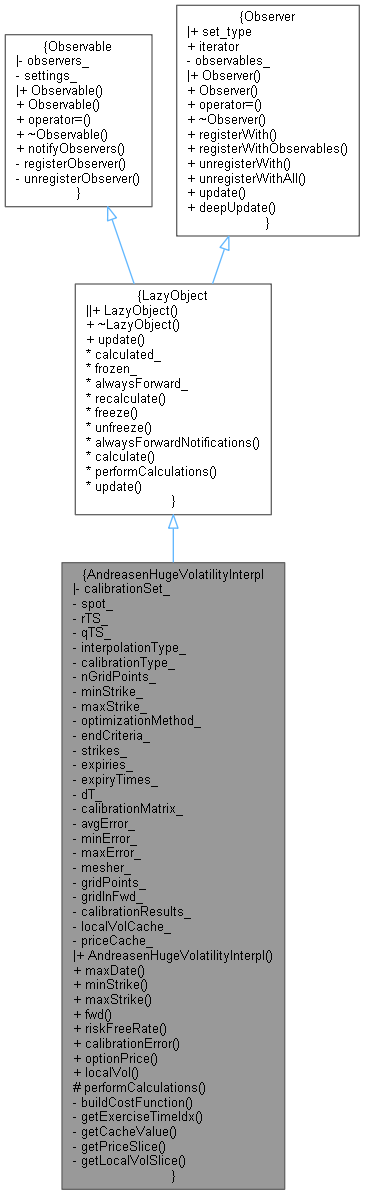 {Observable
|- observers_
- settings_
|+ Observable()
+ Observable()
+ operator=()
+ ~Observable()
+ notifyObservers()
- registerObserver()
- unregisterObserver()
}
{Observer
|+ set_type
+ iterator
- observables_
|+ Observer()
+ Observer()
+ operator=()
+ ~Observer()
+ registerWith()
+ registerWithObservables()
+ unregisterWith()
+ unregisterWithAll()
+ update()
+ deepUpdate()
}
{LazyObject
||+ LazyObject()
+ ~LazyObject()
+ update()
* calculated_
* frozen_
* alwaysForward_
* recalculate()
* freeze()
* unfreeze()
* alwaysForwardNotifications()
* calculate()
* performCalculations()
* update()
}
{AndreasenHugeVolatilityInterpl
|- calibrationSet_
- spot_
- rTS_
- qTS_
- interpolationType_
- calibrationType_
- nGridPoints_
- minStrike_
- maxStrike_
- optimizationMethod_
- endCriteria_
- strikes_
- expiries_
- expiryTimes_
- dT_
- calibrationMatrix_
- avgError_
- minError_
- maxError_
- mesher_
- gridPoints_
- gridInFwd_
- calibrationResults_
- localVolCache_
- priceCache_
|+ AndreasenHugeVolatilityInterpl()
+ maxDate()
+ minStrike()
+ maxStrike()
+ fwd()
+ riskFreeRate()
+ calibrationError()
+ optionPrice()
+ localVol()
# performCalculations()
- buildCostFunction()
- getExerciseTimeIdx()
- getCacheValue()
- getPriceSlice()
- getLocalVolSlice()
}